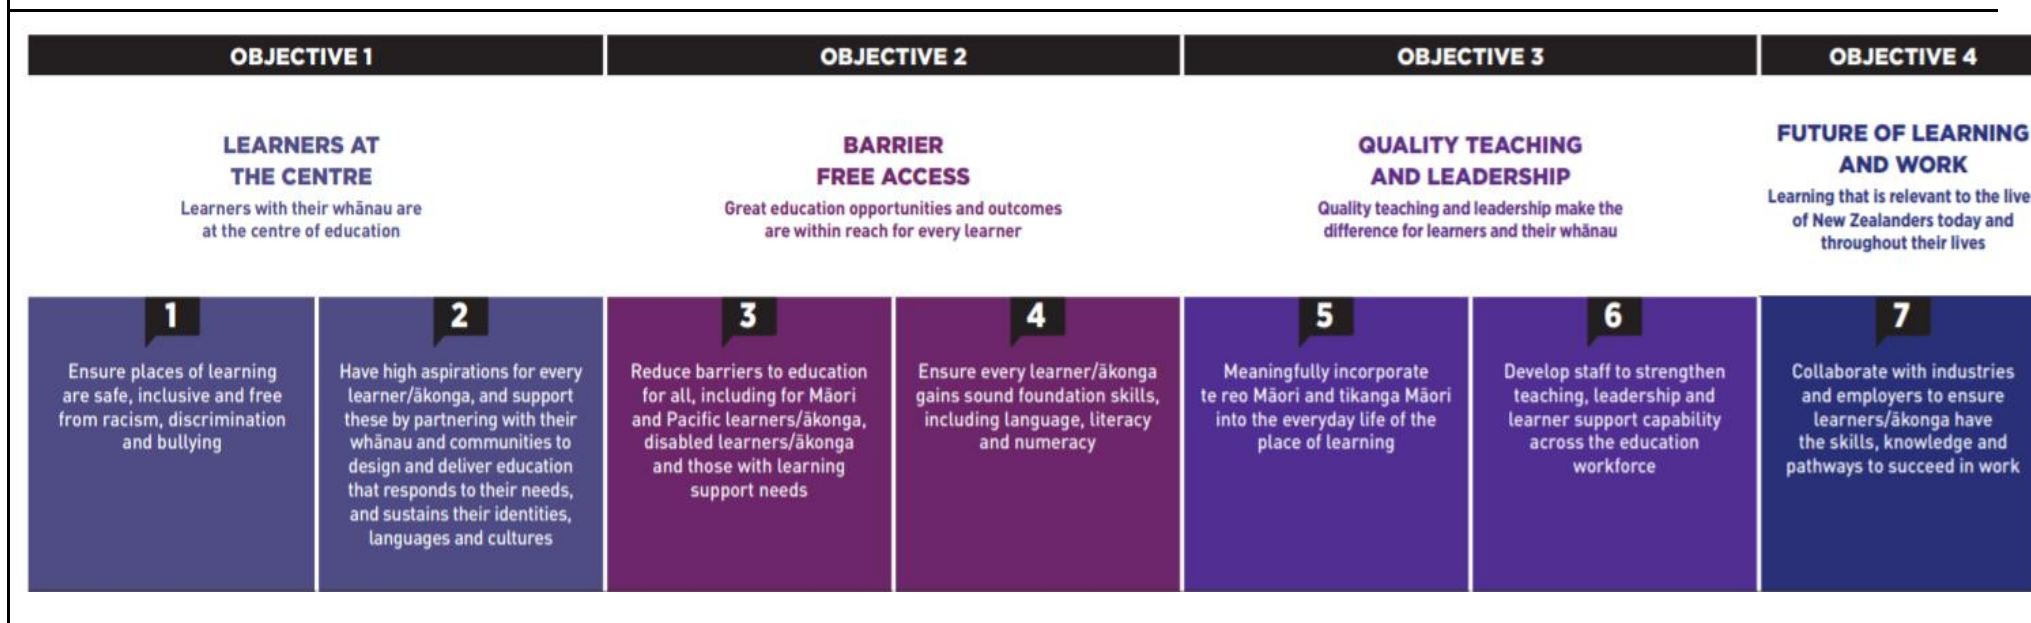 OBJECTIVE 1
LEARNERS AT
THE CENTRE
Learners with their whānau are
at the centre of education
1
Ensure places of learning
are safe, inclusive and free
from racism, discrimination
and bullying
2
Have high aspirations for every
learner/ākonga, and support
these by partnering with their
whānau and communities to
design and deliver education
that responds to their needs,
and sustains their identities,
languages and cultures
OBJECTIVE 2
BARRIER
FREE ACCESS
Great education opportunities and outcomes
are within reach for every learner
3
Reduce barriers to education
for all, including for Māori
and Pacific learners/ākonga,
disabled learners/ākonga
and those with learning
support needs
4
Ensure every learner/ākonga
gains sound foundation skills,
including language, literacy
and numeracy
OBJECTIVE 3
QUALITY TEACHING
AND LEADERSHIP
Quality teaching and leadership make the
difference for learners and their whānau
5
Meaningfully incorporate
te reo Māori and tikanga Māori
into the everyday life of the
place of learning
6
Develop staff to strengthen
teaching, leadership and
learner support capability
across the education
workforce
OBJECTIVE 4
FUTURE OF LEARNING
AND WORK
Learning that is relevant to the live
of New Zealanders today and
throughout their lives
7
Collaborate with industries
and employers to ensure
learners/ākonga have
the skills, knowledge and
pathways to succeed in work